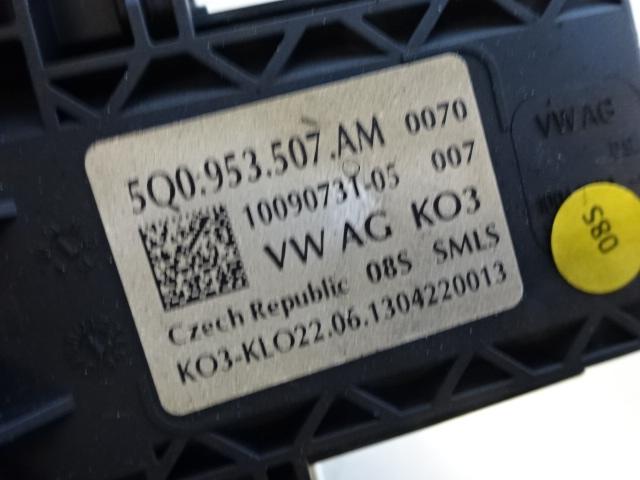 5Q0.953.507.AM 0070
10090731-05 007
VW AG KO3
08S SMLS
Czech Republic
KO3-KLO22.06.1304220013
VW AG
08S